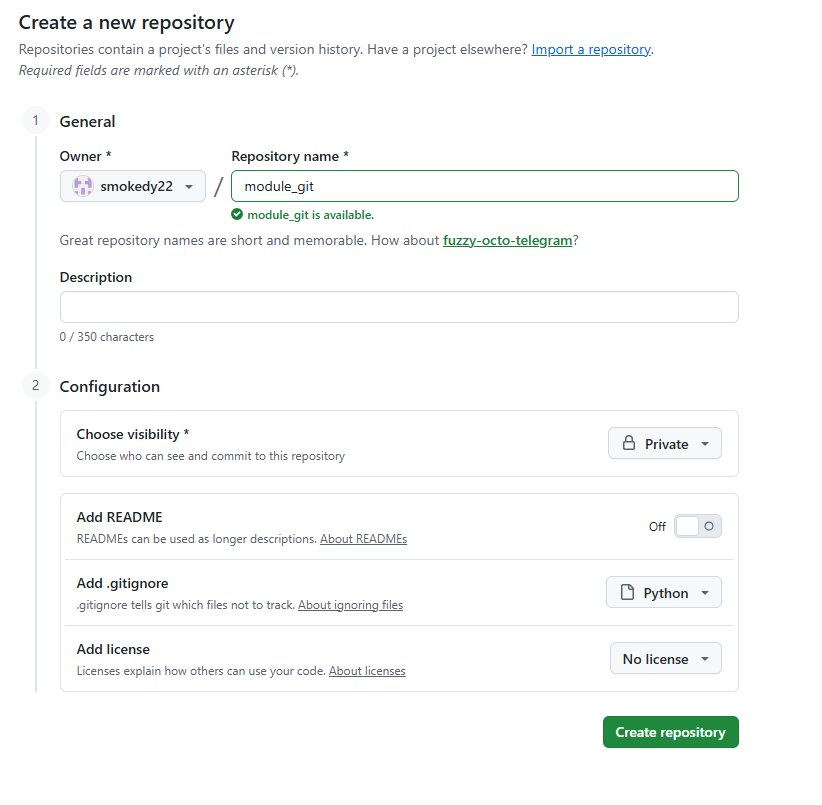 Create a new repository
Repositories contain a project's files and version history. Have a project elsewhere? Import a repository.
Required fields are marked with an asterisk (*).
1
General
Owner *
Repository name *
smokedy22
/
module_git
module_git is available.
Great repository names are short and memorable. How about fuzzy-octo-telegram?
Description
0 / 350 characters
2
Configuration
Choose visibility *
Choose who can see and commit to this repository
Private
Add README
READMEs can be used as longer descriptions. About READMEs
Off
Add .gitignore
.gitignore tells git which files not to track. About ignoring files
Python
Add license
Licenses explain how others can use your code. About licenses
No license
Create repository